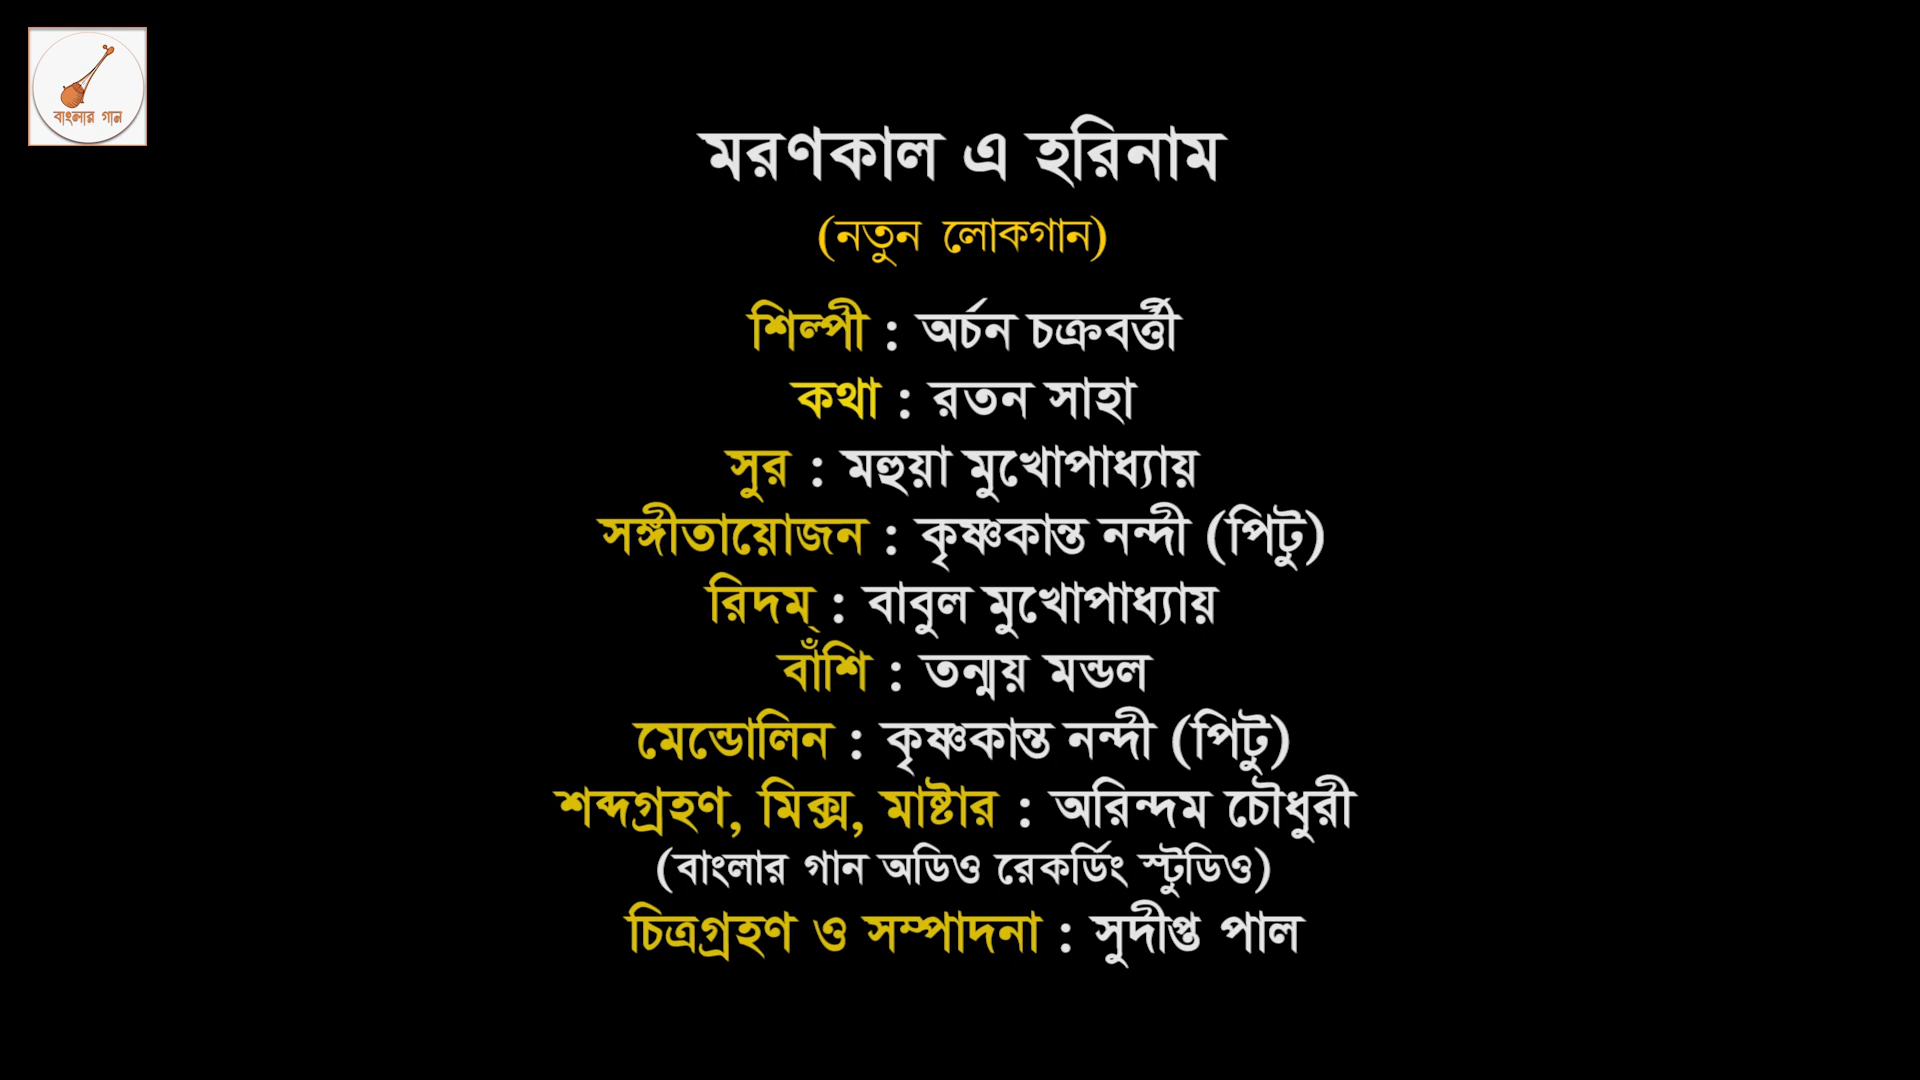 বাংলার গান
মরণকাল এ হরিনাম
(নতুন লোকগান)
শিল্পী : অর্চন চক্রবর্ত্তী
কথা : রতন সাহা
সুর : মহুয়া মুখোপাধ্যায়
সঙ্গীতায়োজন : কৃষ্ণকান্ত নন্দী (পিটু)
রিদম্ : বাবুল মুখোপাধ্যায়
বাঁশি : তন্ময় মন্ডল
মেন্ডোলিন : কৃষ্ণকান্ত নন্দী (পিটু)
শব্দগ্রহণ, মিক্স, মাষ্টার : অরিন্দম চৌধুরী
(বাংলার গান অডিও রেকর্ডিং স্টুডিও)
চিত্রগ্রহণ ও সম্পাদনা : সুদীপ্ত পাল